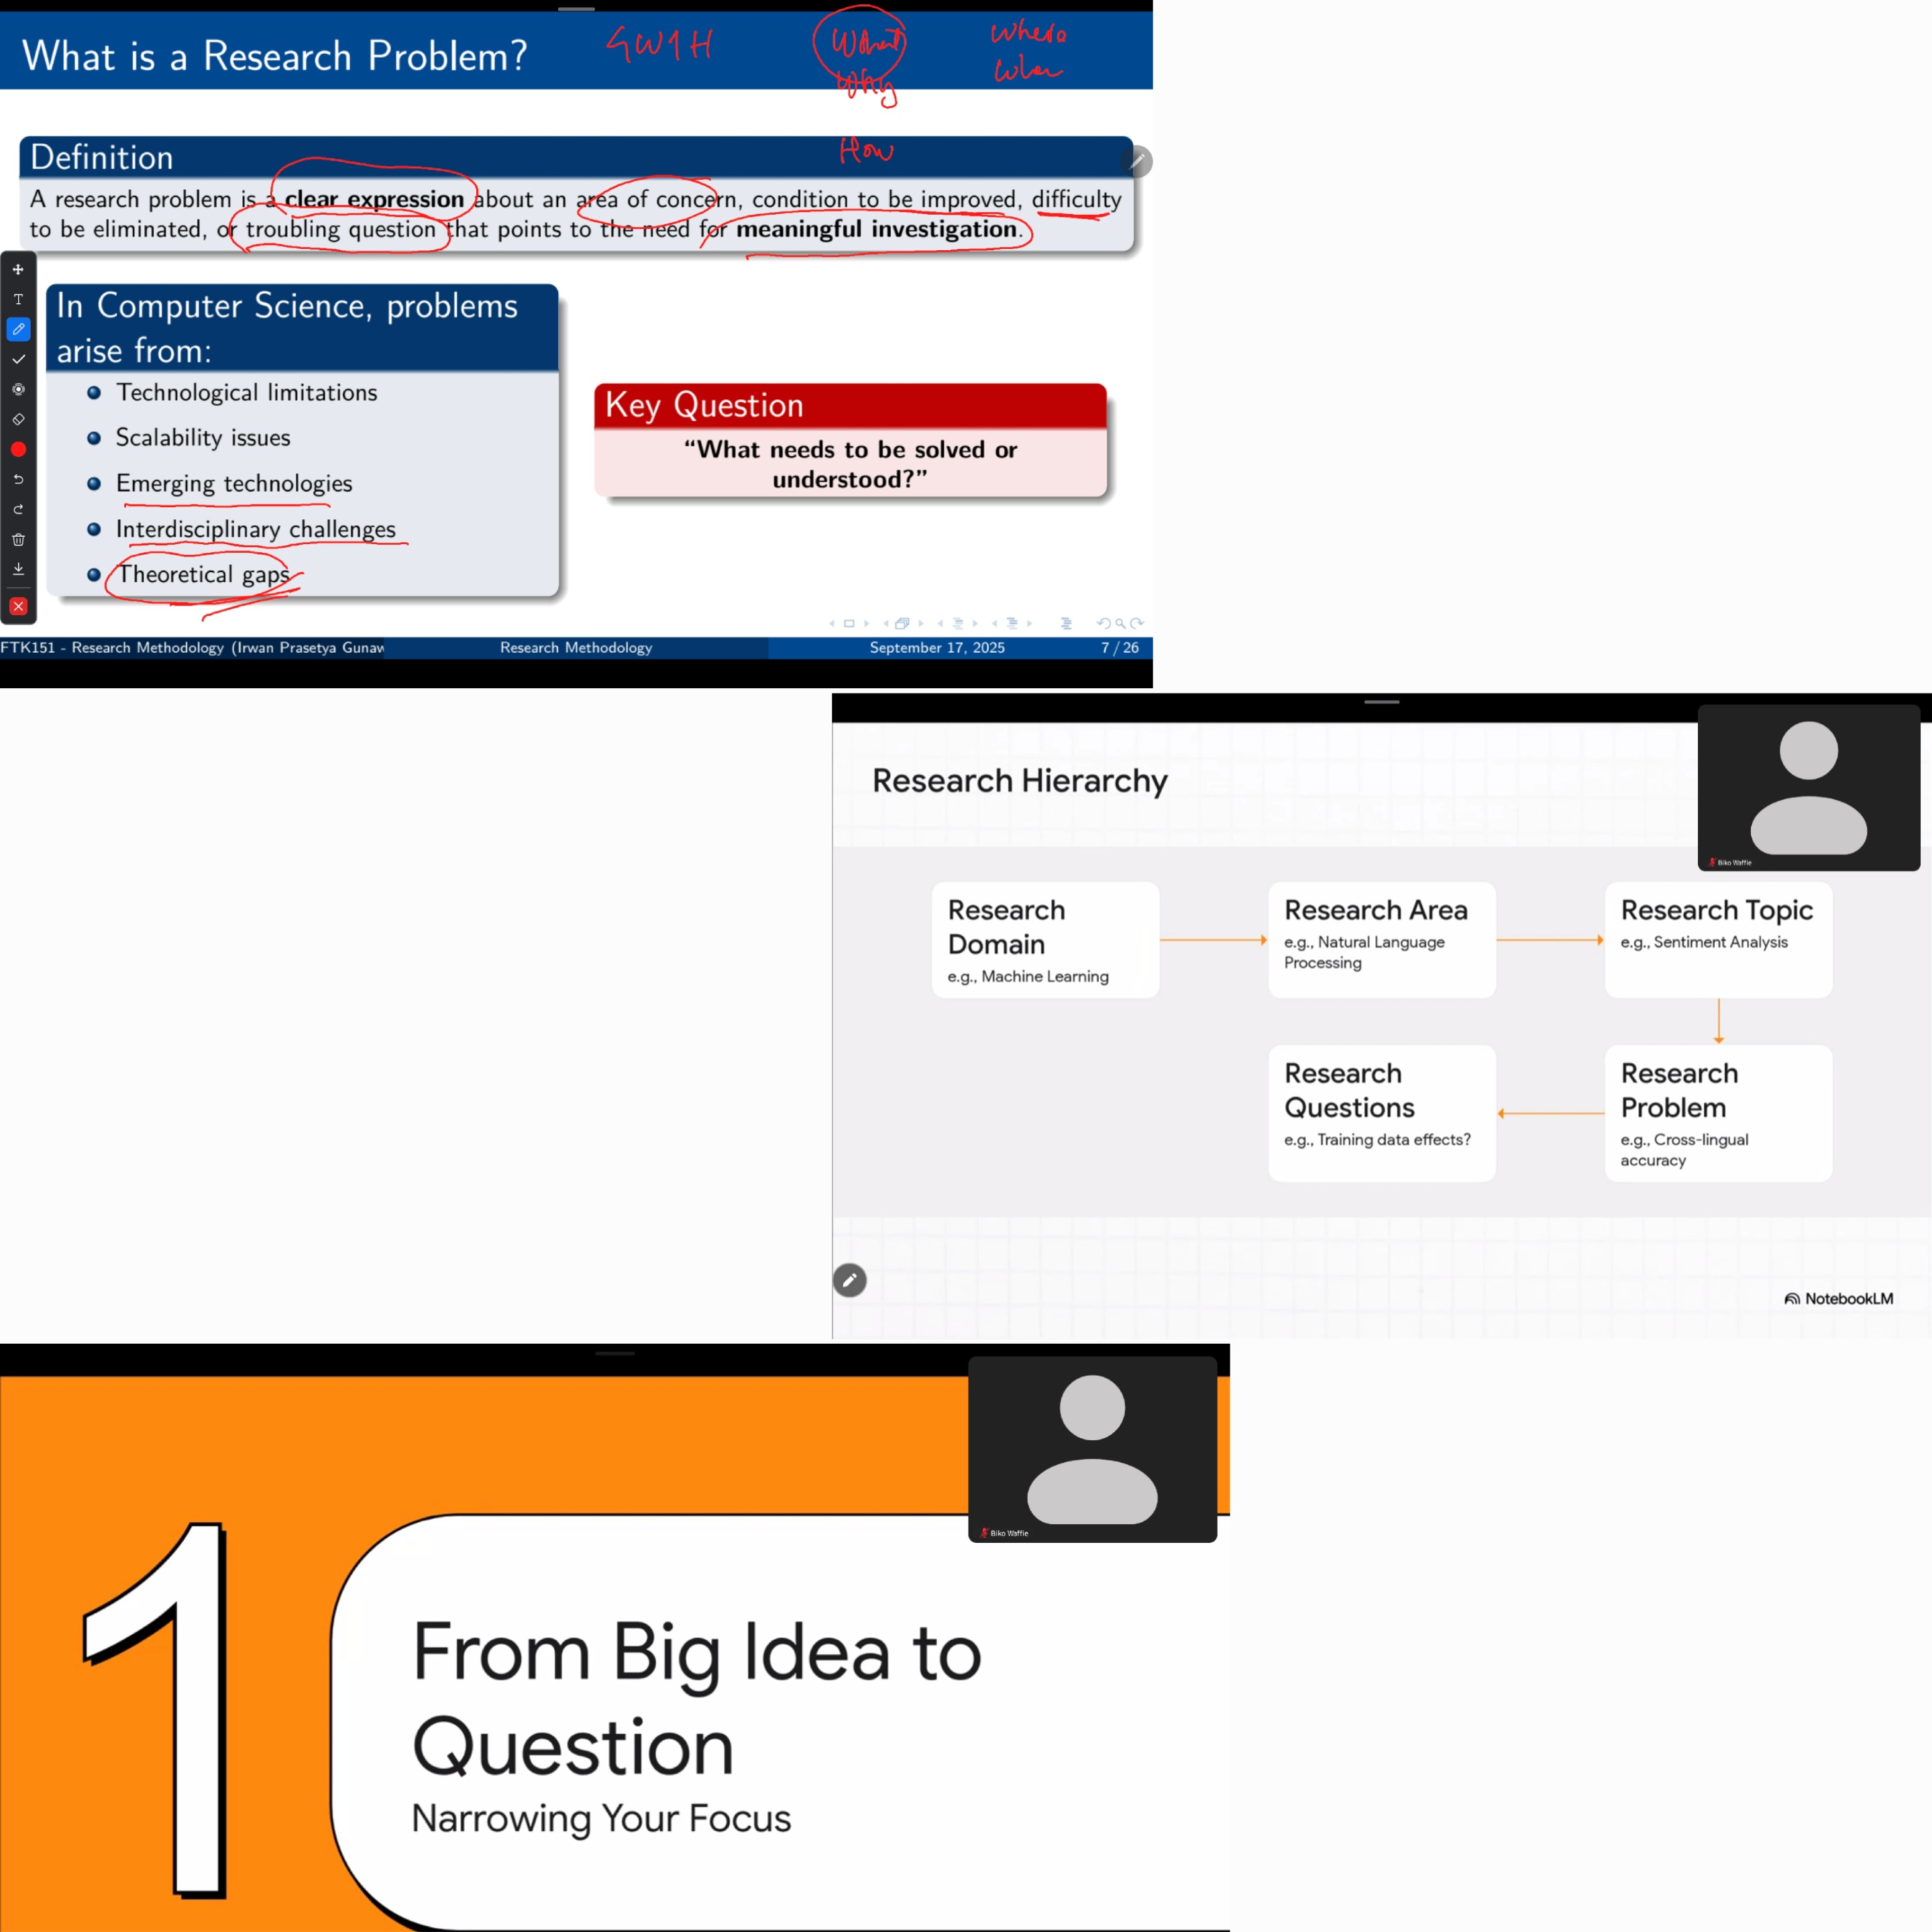 What is a Research Problem?
4W1H
What
Why
Where
When
How
Definition
A research problem is a clear expression about an area of concern, condition to be improved, difficulty
to be eliminated, or troubling question that points to the need for meaningful investigation.
In Computer Science, problems
arise from:
Technological limitations
Scalability issues
Emerging technologies
Interdisciplinary challenges
Theoretical gaps
Key Question
“What needs to be solved or
understood?”
FTK151 - Research Methodology (Irwan Prasetya Gunaw
Research Methodology
September 17, 2025
7 / 26
Research Hierarchy
Biko Waffie
Research
Domain
e.g., Machine Learning
Research Area
e.g., Natural Language
Processing
Research Topic
e.g., Sentiment Analysis
Research
Questions
e.g., Training data effects?
Research
Problem
e.g., Cross-lingual
accuracy
NotebookLM
Biko Waffie
1
From Big Idea to
Question
Narrowing Your Focus